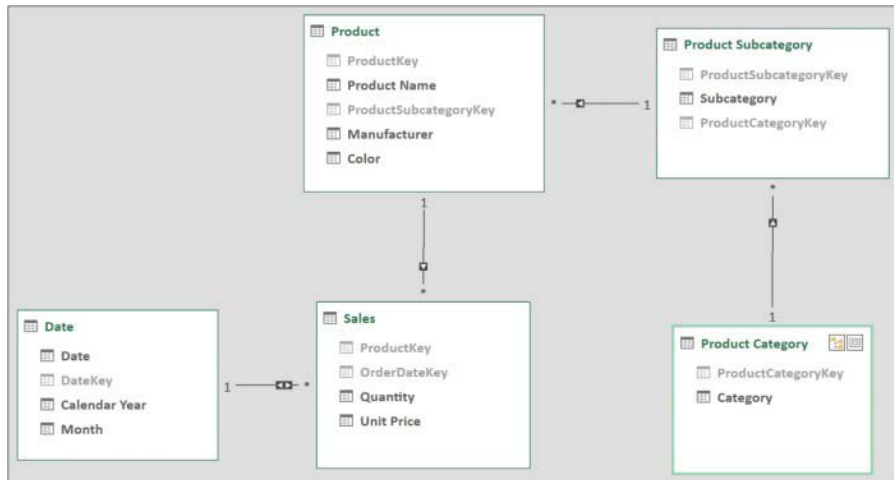 Product
ProductKey
Product Name
ProductSubcategoryKey
Manufacturer
Color
Product Subcategory
ProductSubcategoryKey
Subcategory
ProductCategoryKey
* 1
1
*
*
1
Date
Date
DateKey
Calendar Year
Month
1 *
Sales
ProductKey
OrderDateKey
Quantity
Unit Price
Product Category
ProductCategoryKey
Category